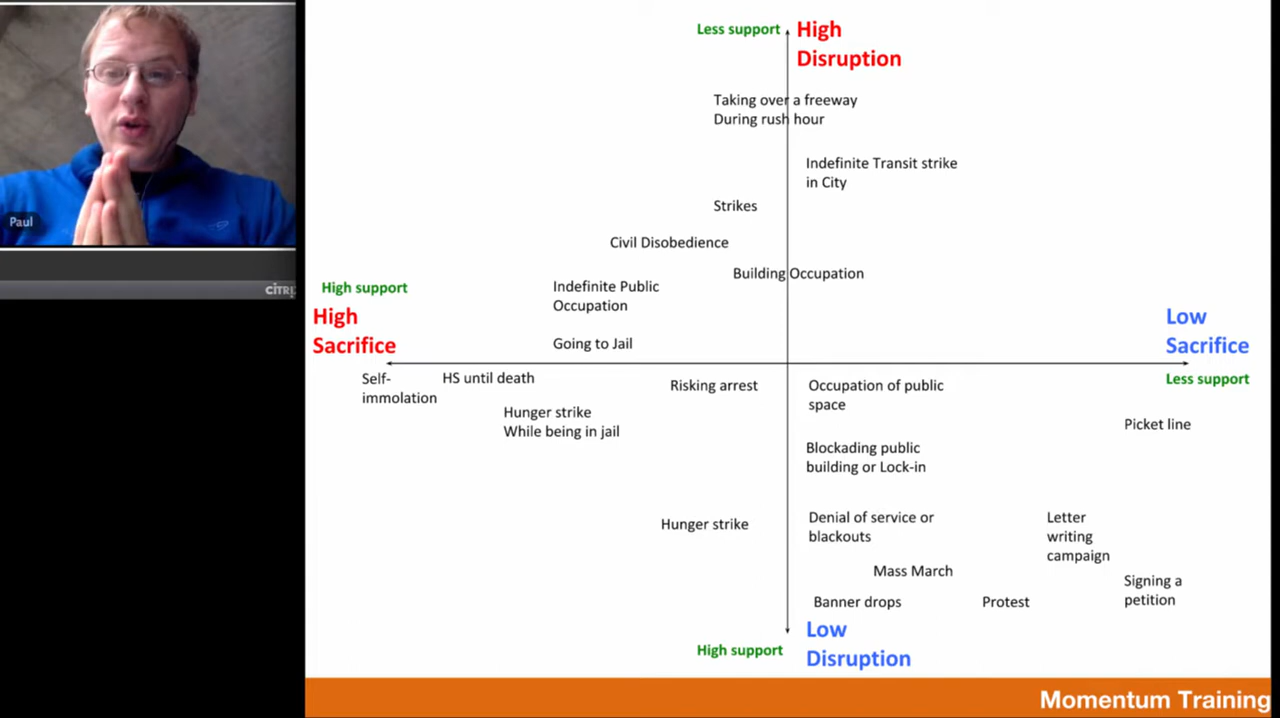 Paul
CİTRI
Less support
High
Disruption
Taking over a freeway
During rush hour
Indefinite Transit strike
in City
Strikes
Civil Disobedience
Building Occupation
Indefinite Public
Occupation
High support
High
Sacrifice
Going to Jail
Low
Sacrifice
Less support
Self-
immolation
HS until death
Hunger strike
While being in jail
Risking arrest
Occupation of public
space
Picket line
Blockading public
building or Lock-in
Hunger strike
Denial of service or
blackouts
Letter
writing
campaign
Mass March
Signing a
petition
Banner drops
Protest
Low
Disruption
High support
Momentum Training